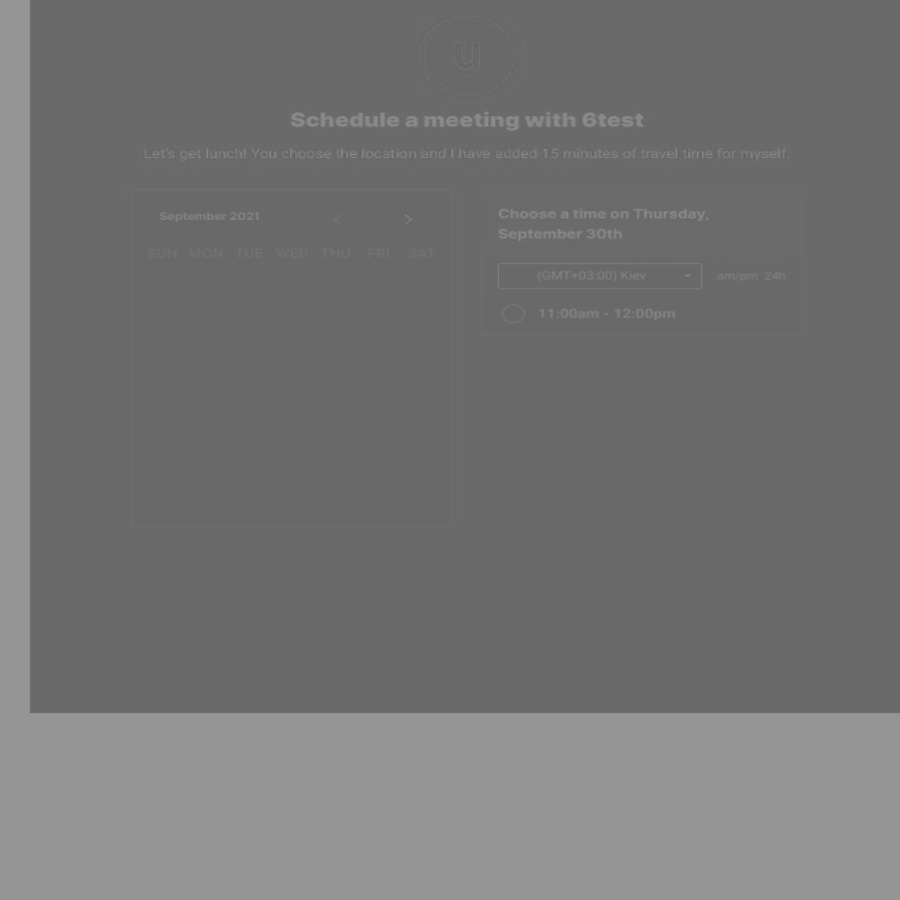 y
Schedule a meeting with 6test
Let's get lunch! You choose the location and I have added 15 minutes of travel time for myself.
September 2021
SUN MON TUE WED THU FRI SAT
Choose a time on Thursday,
September 30th
(GMT+03:00) Kiev
am/pm 24h
11:00am - 12:00pm